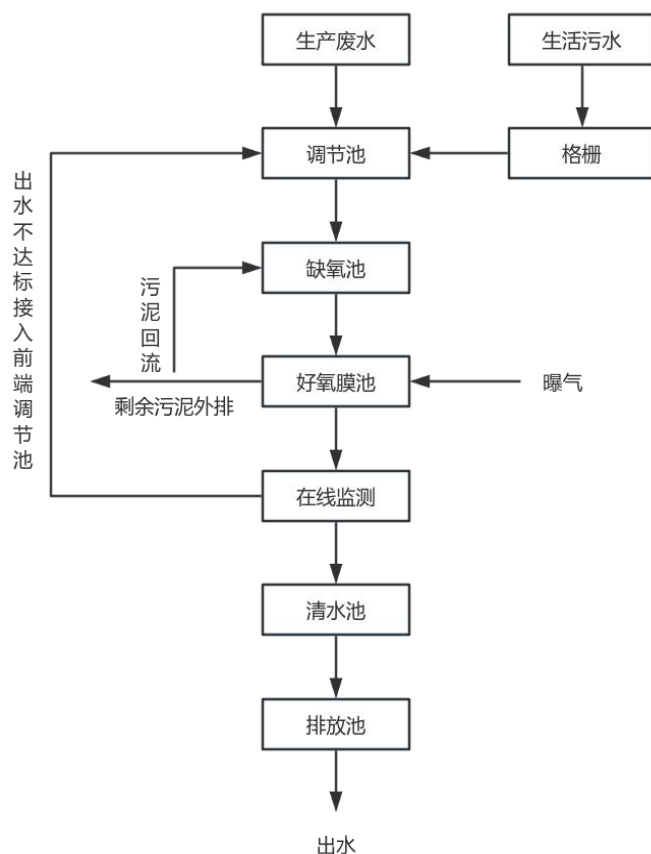 生产废水
生活污水
调节池
格栅
出水不达标接入前端调节池
缺氧池
污泥回流
好氧膜池
曝气
剩余污泥外排
在线监测
清水池
排放池
出水